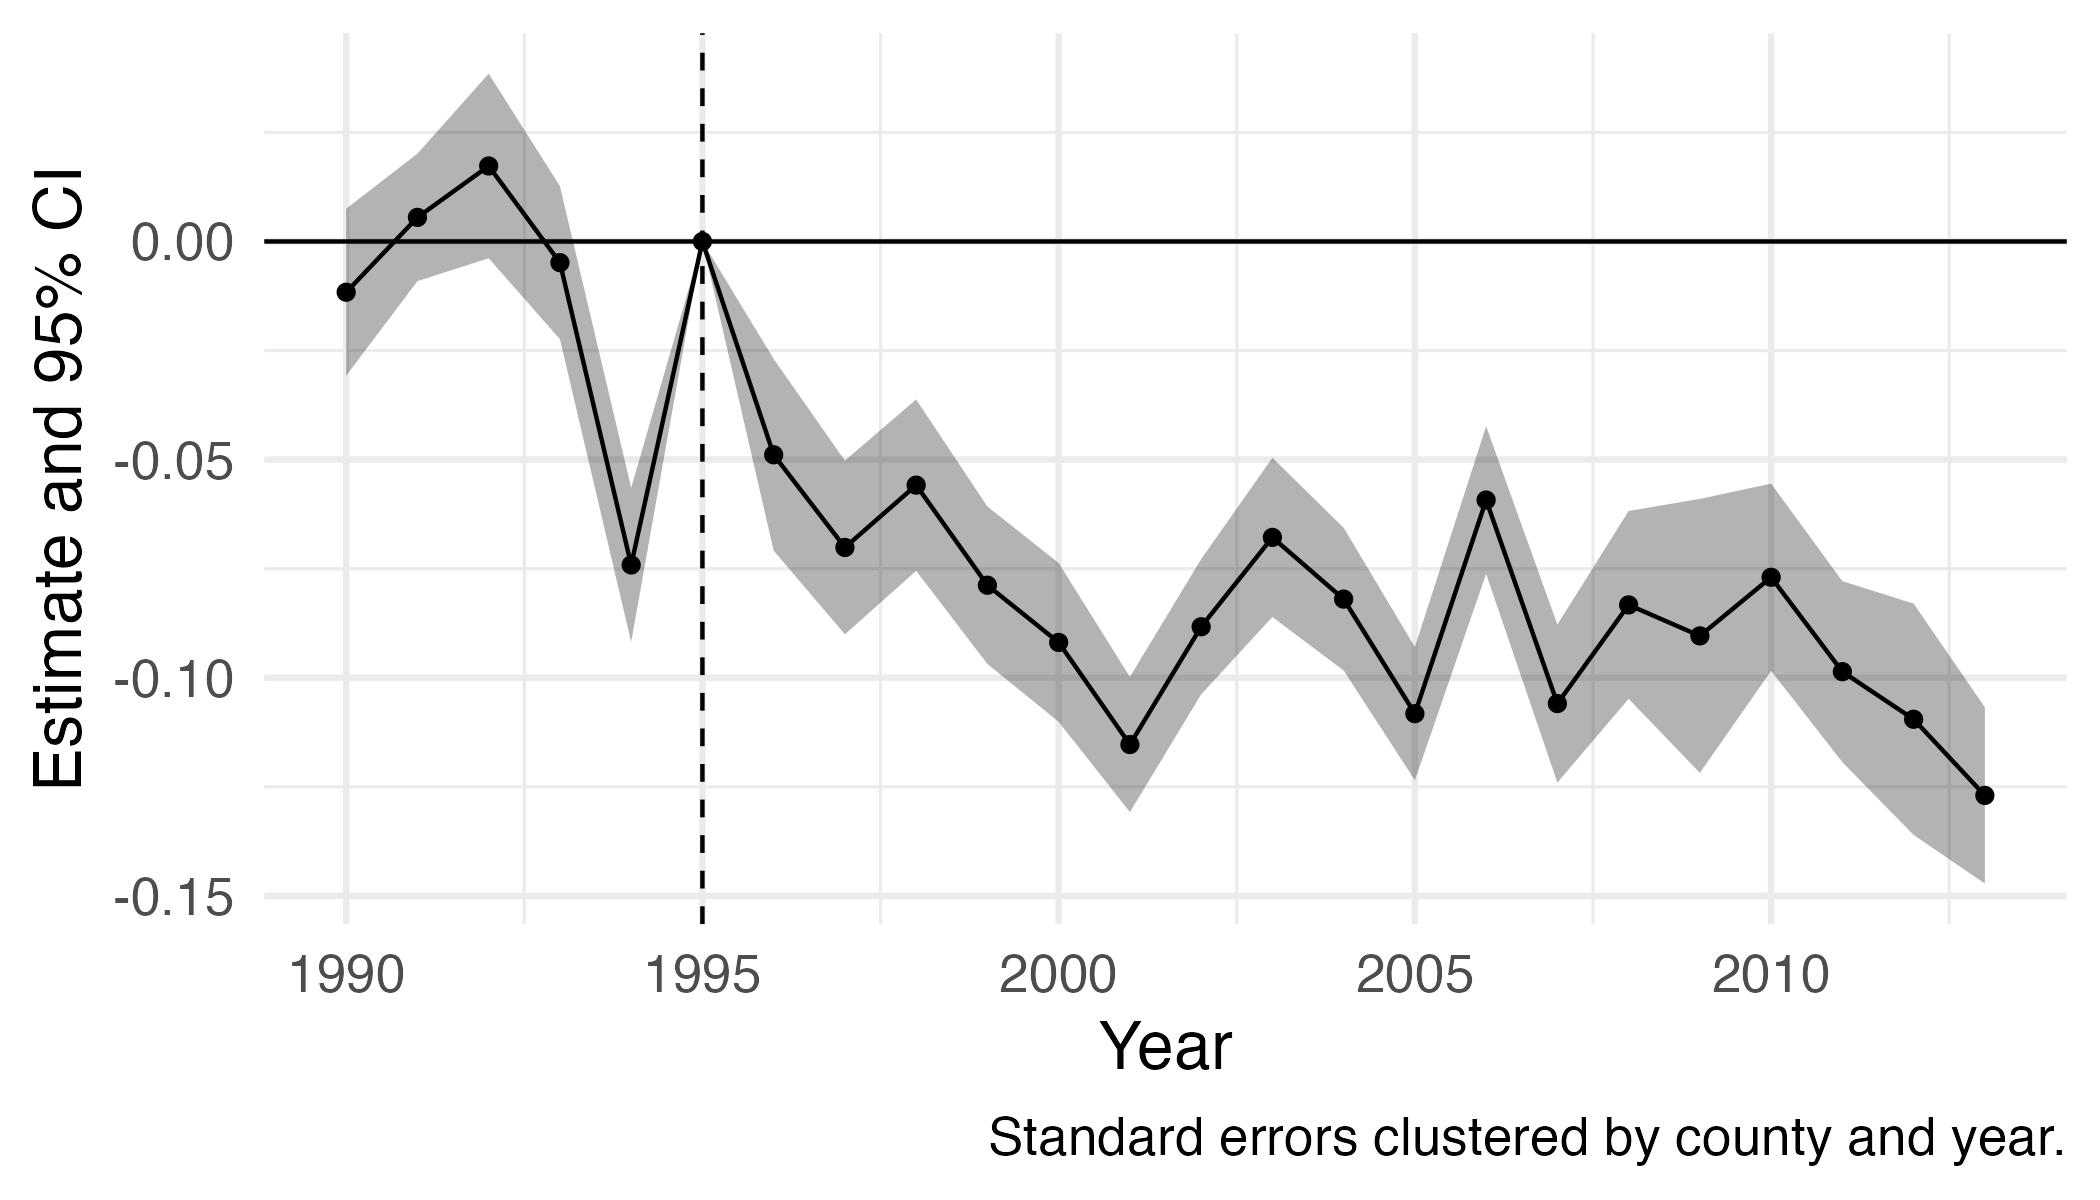 Estimate and 95% CI
0.00
-0.05
-0.10
-0.15
1990 1995 2000 2005 2010
Year
Standard errors clustered by county and year.